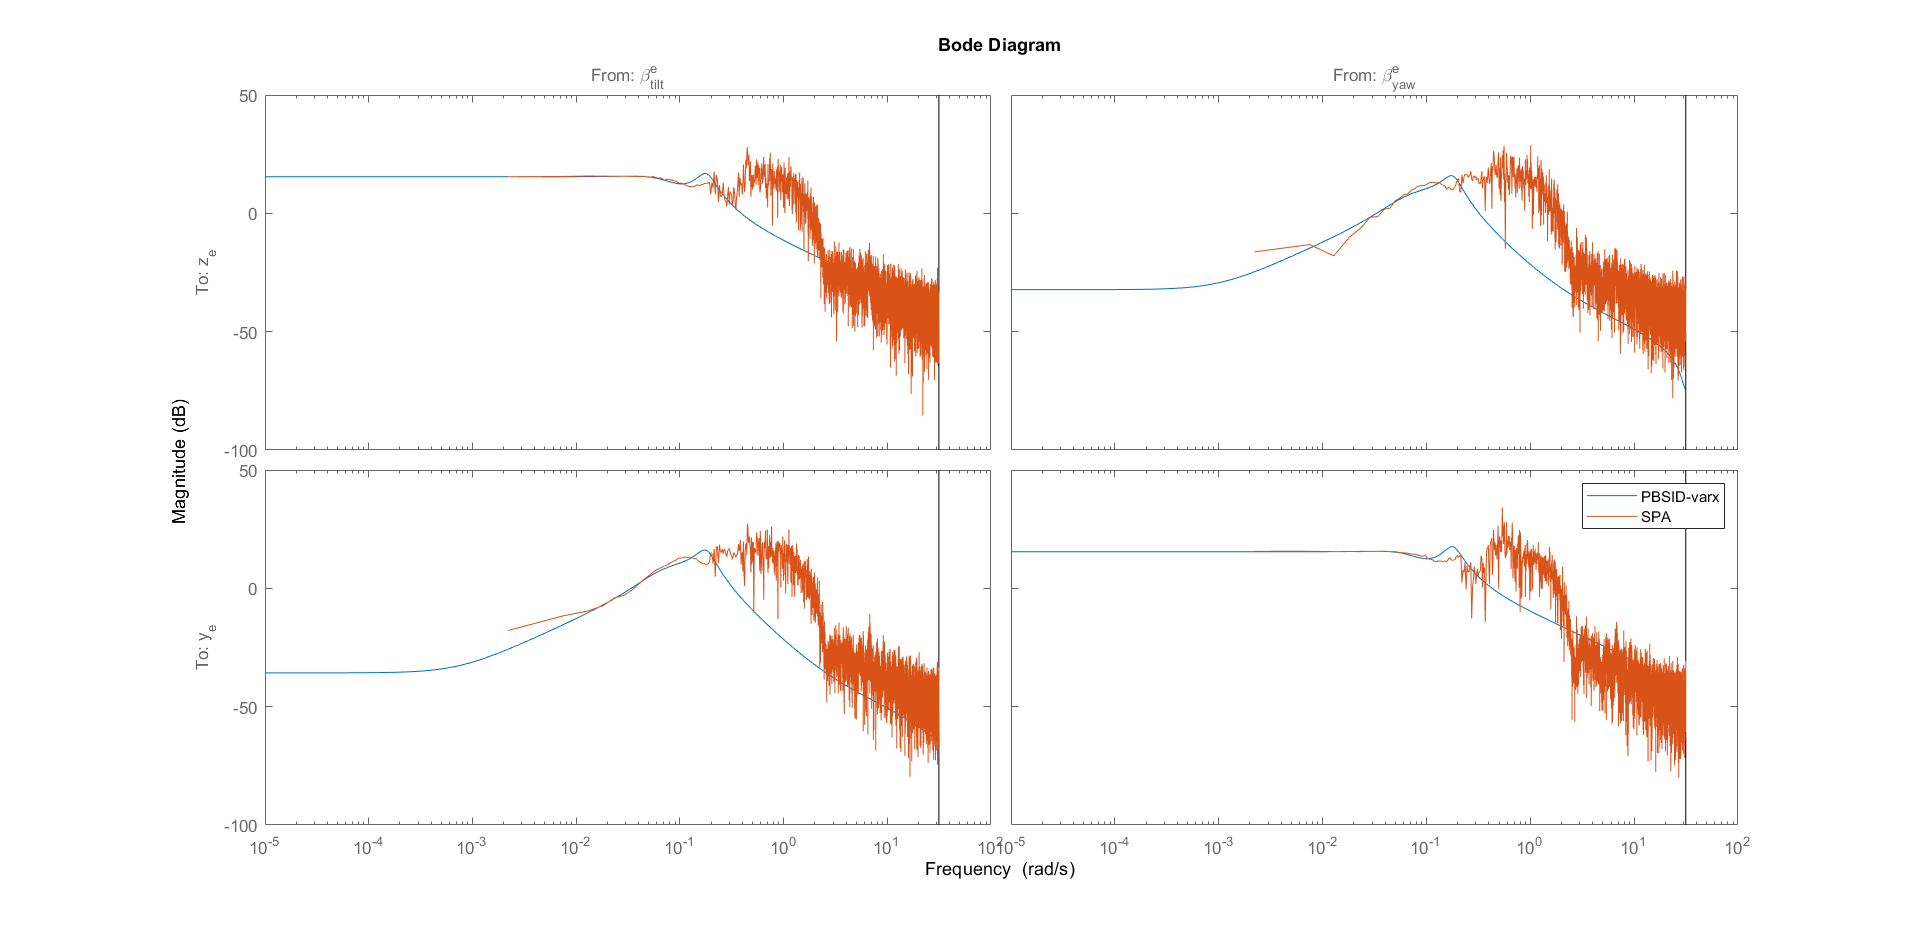 Bode Diagram
From: β^e_tilt
From: β^e_yaw
Magnitude (dB)
To: z_e
50
0
-50
-100
To: y_e
50
0
-50
-100
PBSID-varx
SPA
10^-5 10^-4 10^-3 10^-2 10^-1 10^0 10^1 10^2
10^-5 10^-4 10^-3 10^-2 10^-1 10^0 10^1 10^2
Frequency (rad/s)